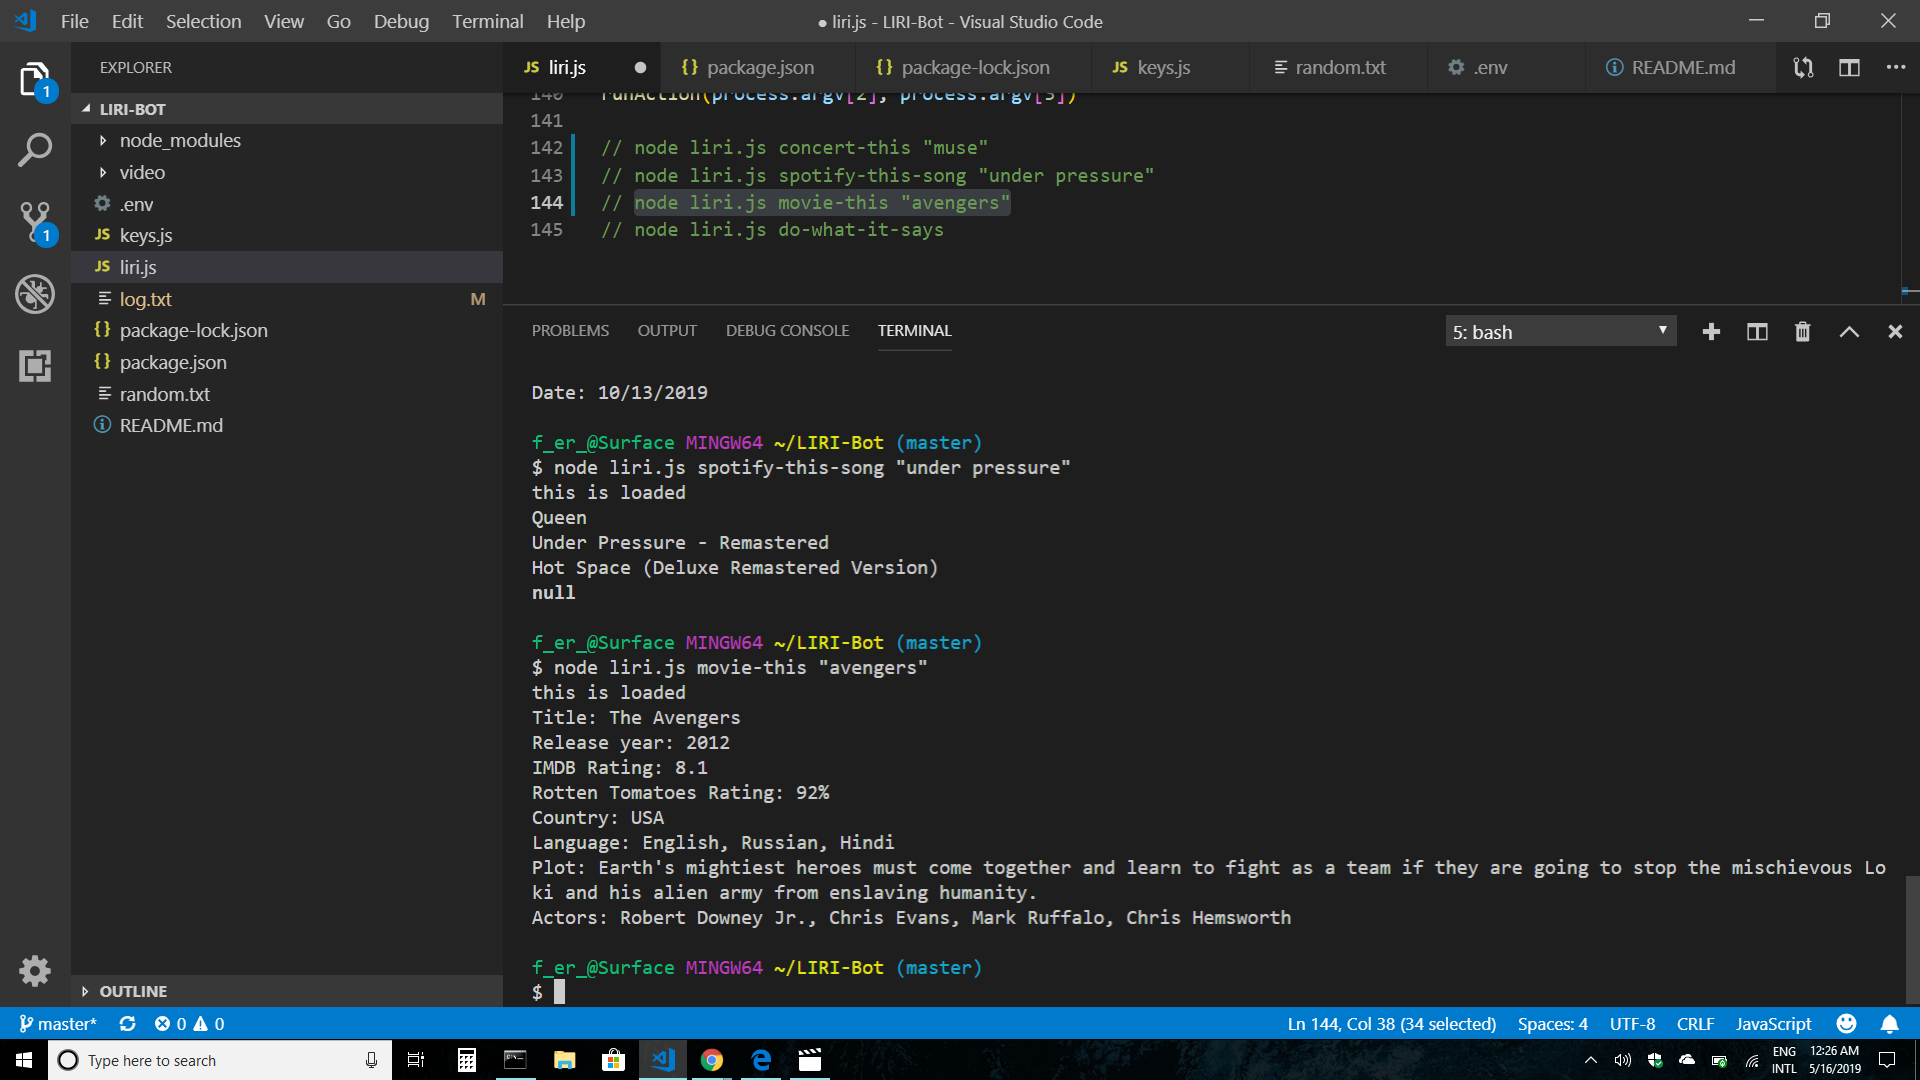 File Edit Selection View Go Debug Terminal Help
● liri.js - LIRI-Bot - Visual Studio Code
EXPLORER
JS liri.js ●
{} package.json
{} package-lock.json
JS keys.js
random.txt
.env
README.md
1
LIRI-BOT
node_modules
video
.env
JS keys.js
JS liri.js
log.txt M
{} package-lock.json
{} package.json
random.txt
README.md
1
140 runAction(process.argv[2], process.argv[3])
141
142 // node liri.js concert-this "muse"
143 // node liri.js spotify-this-song "under pressure"
144 // node liri.js movie-this "avengers"
145 // node liri.js do-what-it-says
PROBLEMS OUTPUT DEBUG CONSOLE TERMINAL
5: bash
Date: 10/13/2019
f_er_@Surface MINGW64 ~/LIRI-Bot (master)
$ node liri.js spotify-this-song "under pressure"
this is loaded
Queen
Under Pressure - Remastered
Hot Space (Deluxe Remastered Version)
null
f_er_@Surface MINGW64 ~/LIRI-Bot (master)
$ node liri.js movie-this "avengers"
this is loaded
Title: The Avengers
Release year: 2012
IMDB Rating: 8.1
Rotten Tomatoes Rating: 92%
Country: USA
Language: English, Russian, Hindi
Plot: Earth's mightiest heroes must come together and learn to fight as a team if they are going to stop the mischievous Lo
ki and his alien army from enslaving humanity.
Actors: Robert Downey Jr., Chris Evans, Mark Ruffalo, Chris Hemsworth
f_er_@Surface MINGW64 ~/LIRI-Bot (master)
$
OUTLINE
master* 0 0
Ln 144, Col 38 (34 selected) Spaces: 4 UTF-8 CRLF JavaScript
Type here to search
ENG
INTL
12:26 AM
5/16/2019